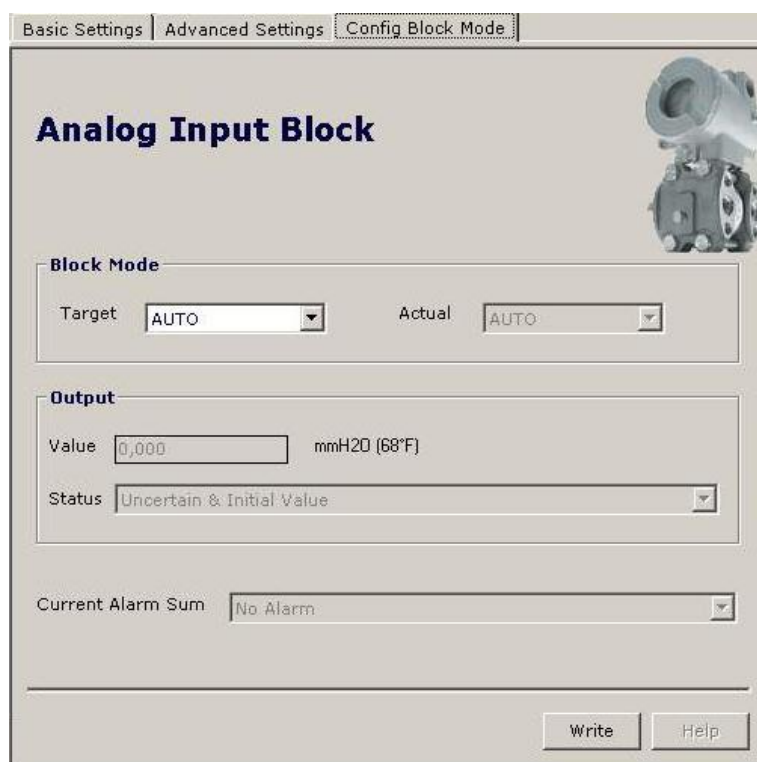 Basic Settings Advanced Settings Config Block Mode
Analog Input Block
Block Mode
Target AUTO Actual AUTO
Output
Value 0,000 mmH2O (68°F)
Status Uncertain & Initial Value
Current Alarm Sum No Alarm
Write Help